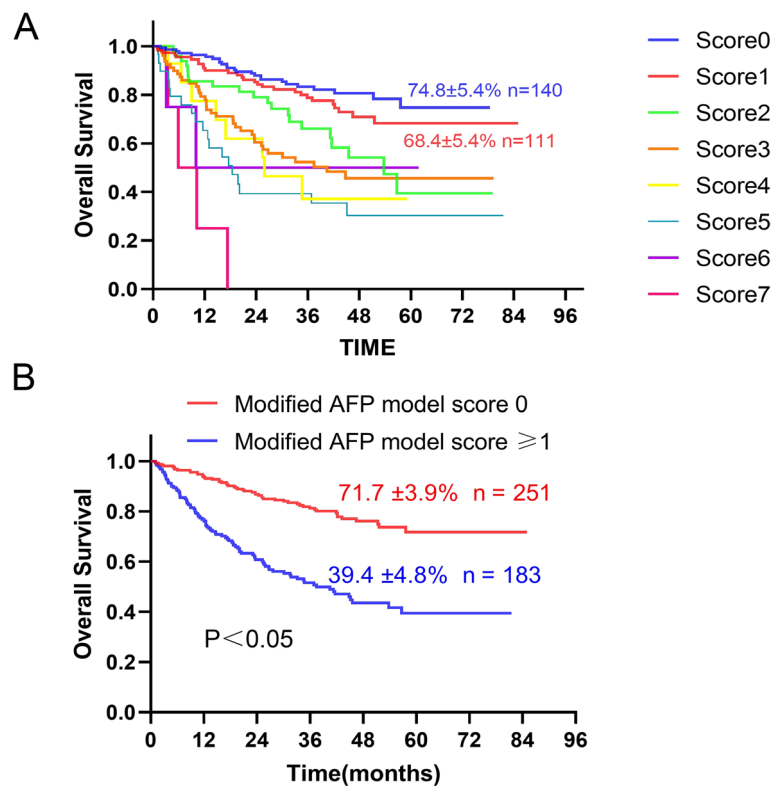 A
Overall Survival
1.0
0.8
0.6
0.4
0.2
0.0
74.8±5.4% n=140
68.4±5.4% n=111
0 12 24 36 48 60 72 84 96
TIME
Score0
Score1
Score2
Score3
Score4
Score5
Score6
Score7
B
Modified AFP model score 0
Modified AFP model score ⩾1
Overall Survival
1.0
0.8
0.6
0.4
0.2
0.0
71.7 ±3.9% n = 251
39.4 ±4.8% n = 183
P<0.05
0 12 24 36 48 60 72 84 96
Time(months)